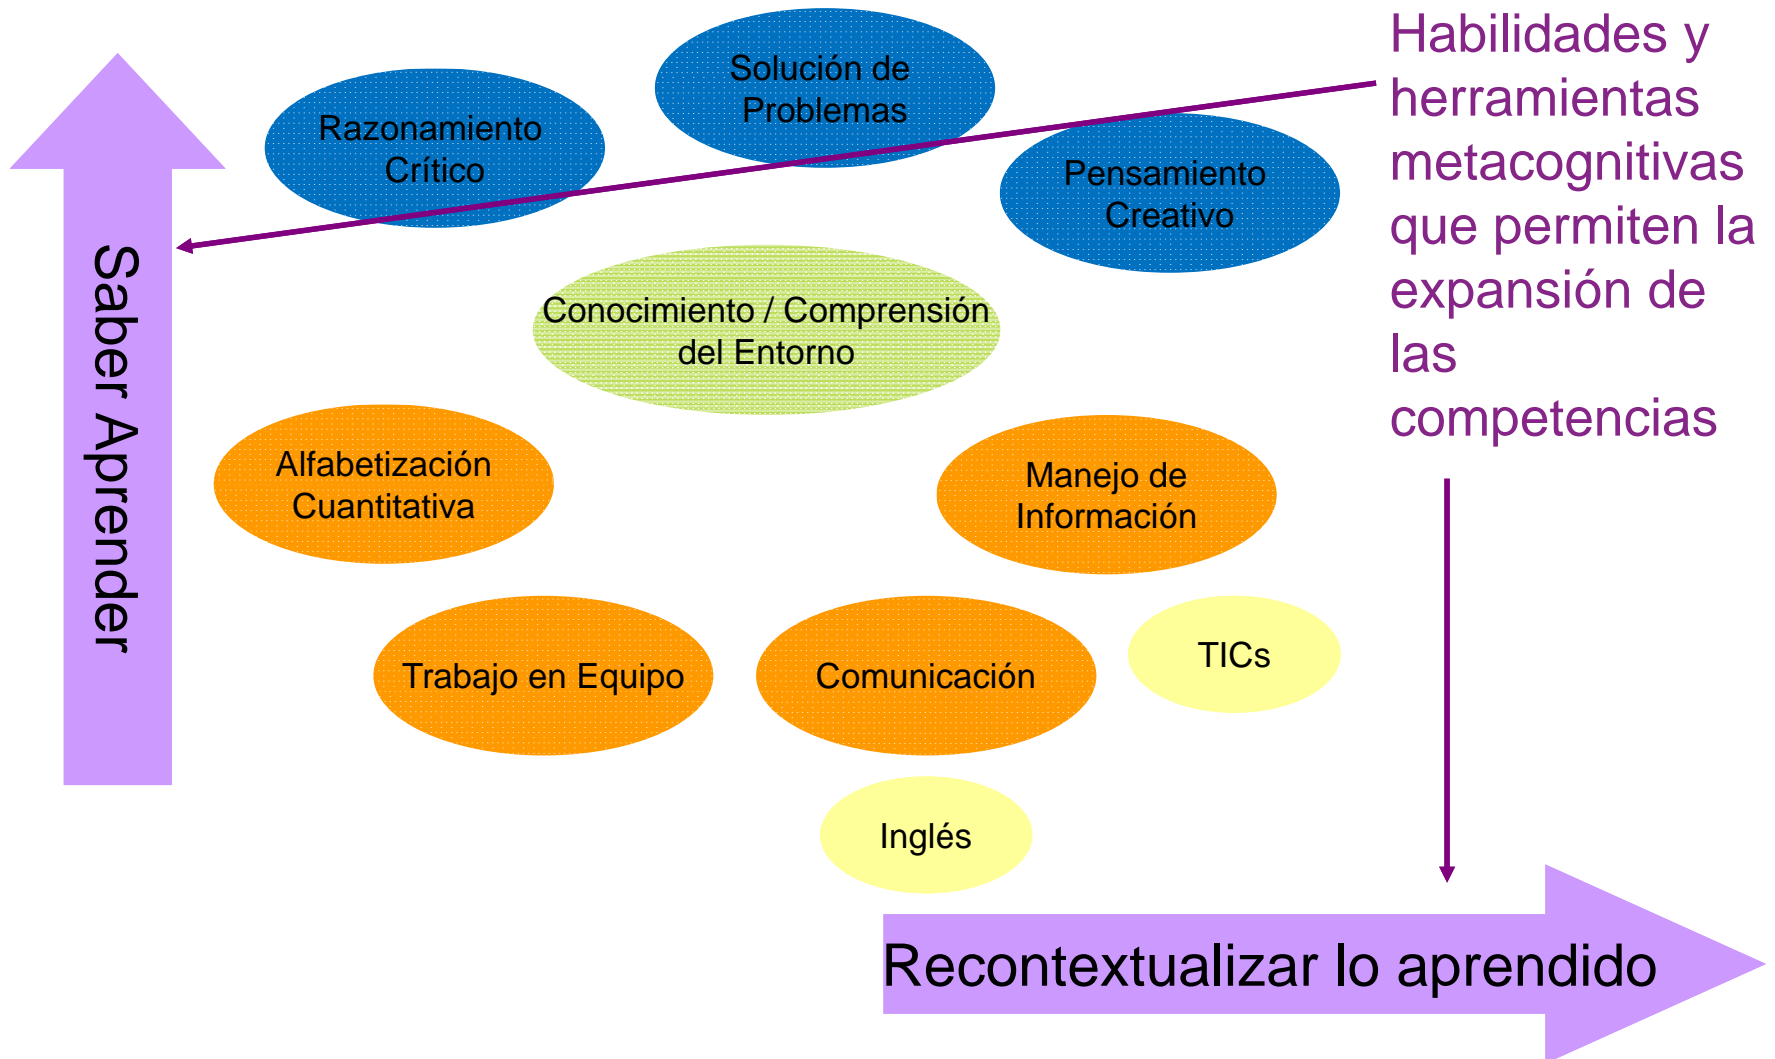 Habilidades y
herramientas
metacognitivas
que permiten la
expansión de
las
competencias
Solución de
Problemas
Razonamiento
Crítico
Pensamiento
Creativo
Saber Aprender
Conocimiento / Comprensión
del Entorno
Alfabetización
Cuantitativa
Manejo de
Información
Trabajo en Equipo
Comunicación
TICs
Inglés
Recontextualizar lo aprendido